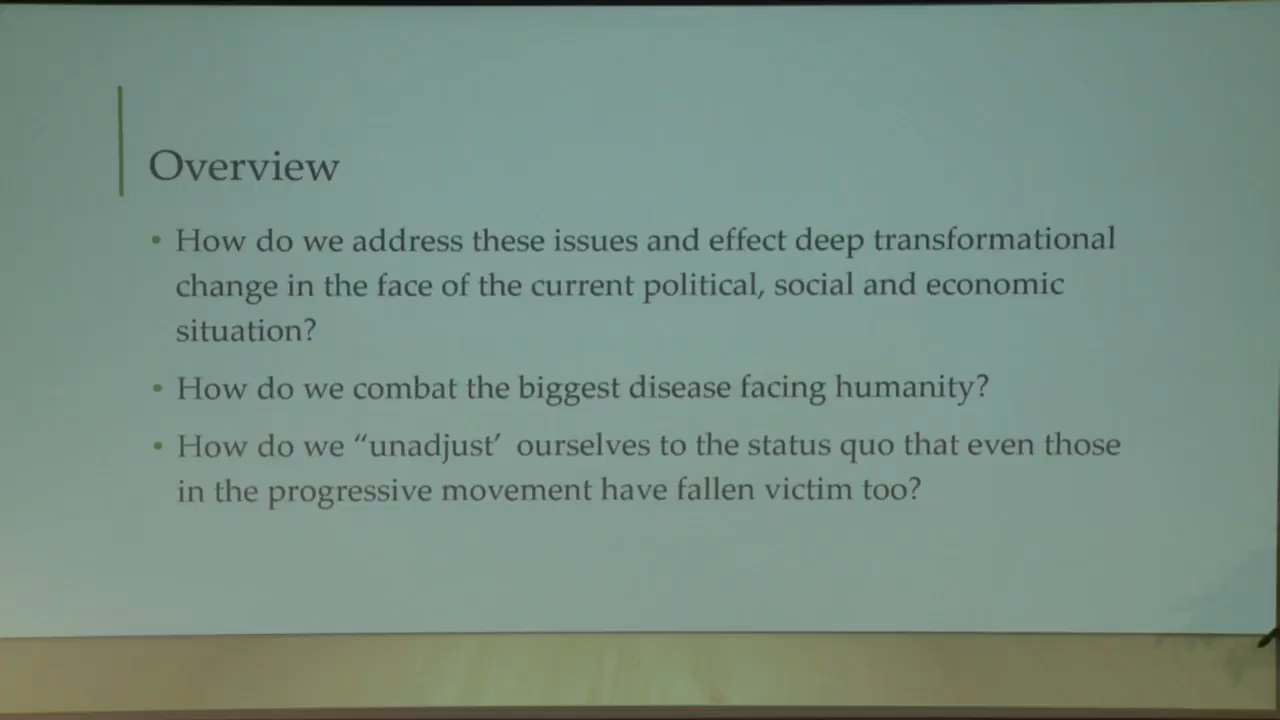 Overview
• How do we address these issues and effect deep transformational
change in the face of the current political, social and economic
situation?
• How do we combat the biggest disease facing humanity?
• How do we “unadjust’ ourselves to the status quo that even those
in the progressive movement have fallen victim too?